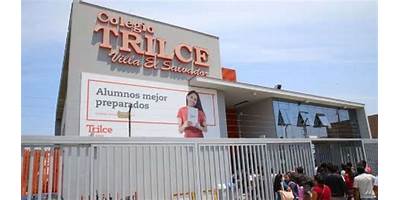 Colegio
TRILCE
Villa El Salvador
Alumnos mejor
preparados
Trilce